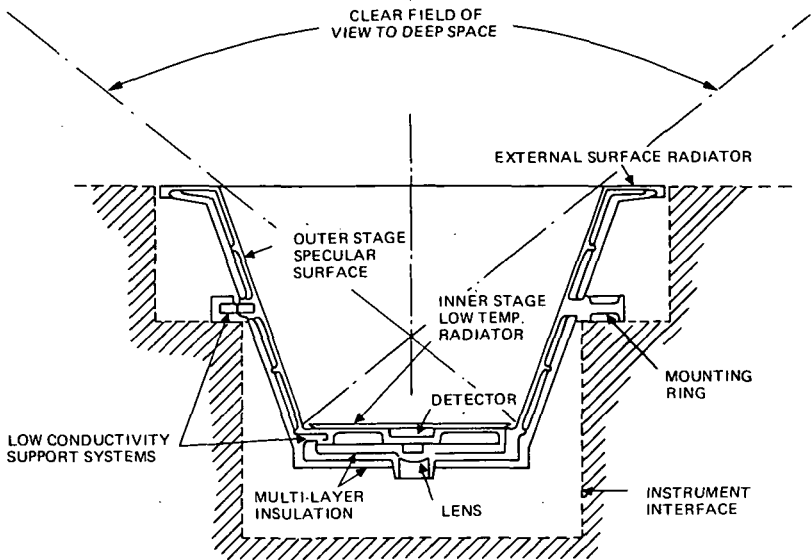 CLEAR FIELD OF
VIEW TO DEEP SPACE
EXTERNAL SURFACE RADIATOR
OUTER STAGE
SPECULAR
SURFACE
INNER STAGE
LOW TEMP.
RADIATOR
MOUNTING
RING
DETECTOR
LOW CONDUCTIVITY
SUPPORT SYSTEMS
MULTI-LAYER
INSULATION
LENS
INSTRUMENT
INTERFACE